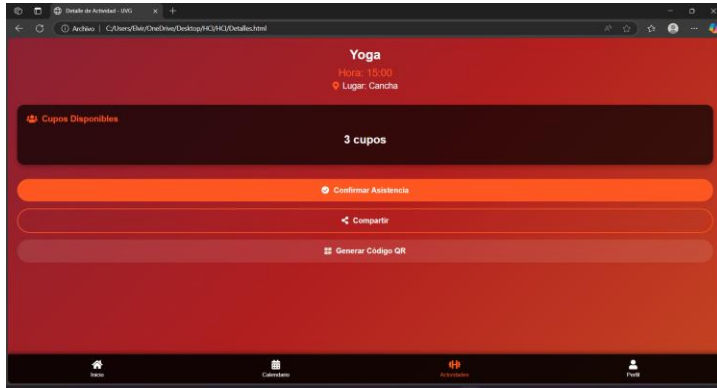 Detalle de Actividad - UVG
Archivo | C:/Users/Elvir/OneDrive/Desktop/HCI/HCI/Detalles.html
Yoga
Hora: 15:00
Lugar: Cancha
Cupos Disponibles
3 cupos
Confirmar Asistencia
Compartir
Generar Código QR
Inicio Calendario Actividades Perfil